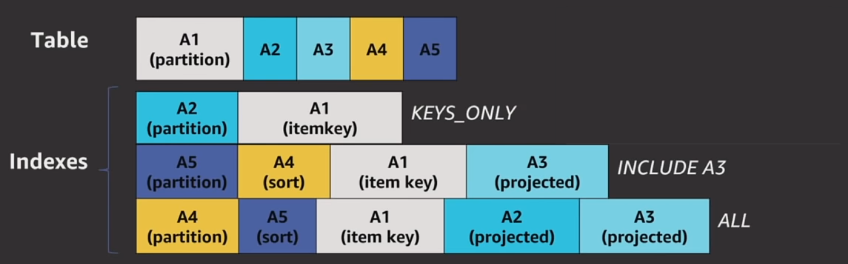 Table
A1
(partition)
A2
A3
A4
A5
Indexes
A2
(partition)
A1
(itemkey)
KEYS_ONLY
A5
(partition)
A4
(sort)
A1
(item key)
A3
(projected)
INCLUDE A3
A4
(partition)
A5
(sort)
A1
(item key)
A2
(projected)
A3
(projected)
ALL